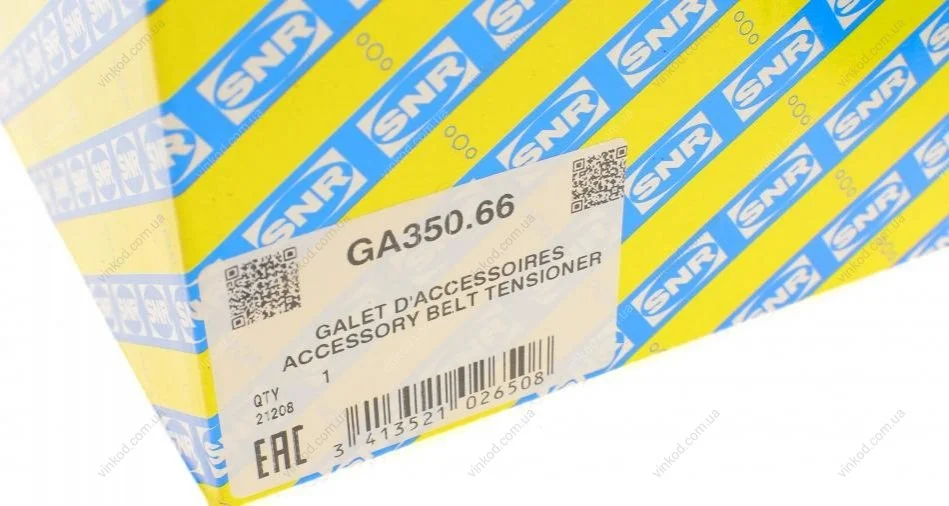 SNR
GA350.66
GALET D'ACCESSOIRES
ACCESSORY BELT TENSIONER
QTY 1
21208
EAC
3 413521 026508
vinkod.com.ua